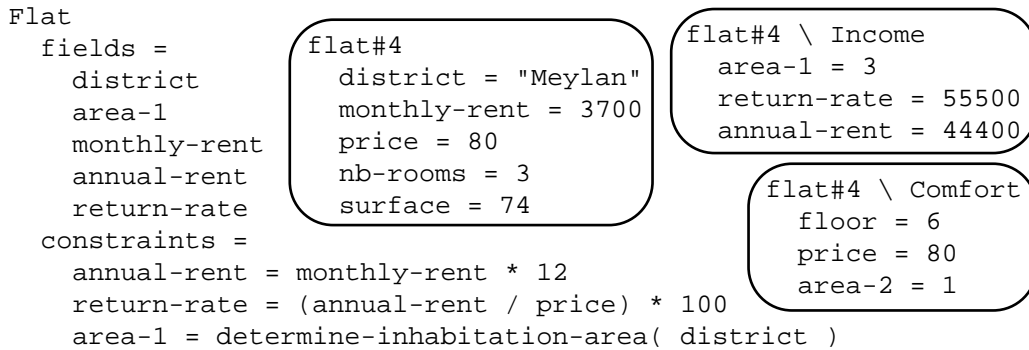 Flat
fields =
district
area-1
monthly-rent
annual-rent
return-rate
constraints =
annual-rent = monthly-rent * 12
return-rate = (annual-rent / price) * 100
area-1 = determine-inhabitation-area( district )
flat#4
district = "Meylan"
monthly-rent = 3700
price = 80
nb-rooms = 3
surface = 74
flat#4 \ Income
area-1 = 3
return-rate = 55500
annual-rent = 44400
flat#4 \ Comfort
floor = 6
price = 80
area-2 = 1